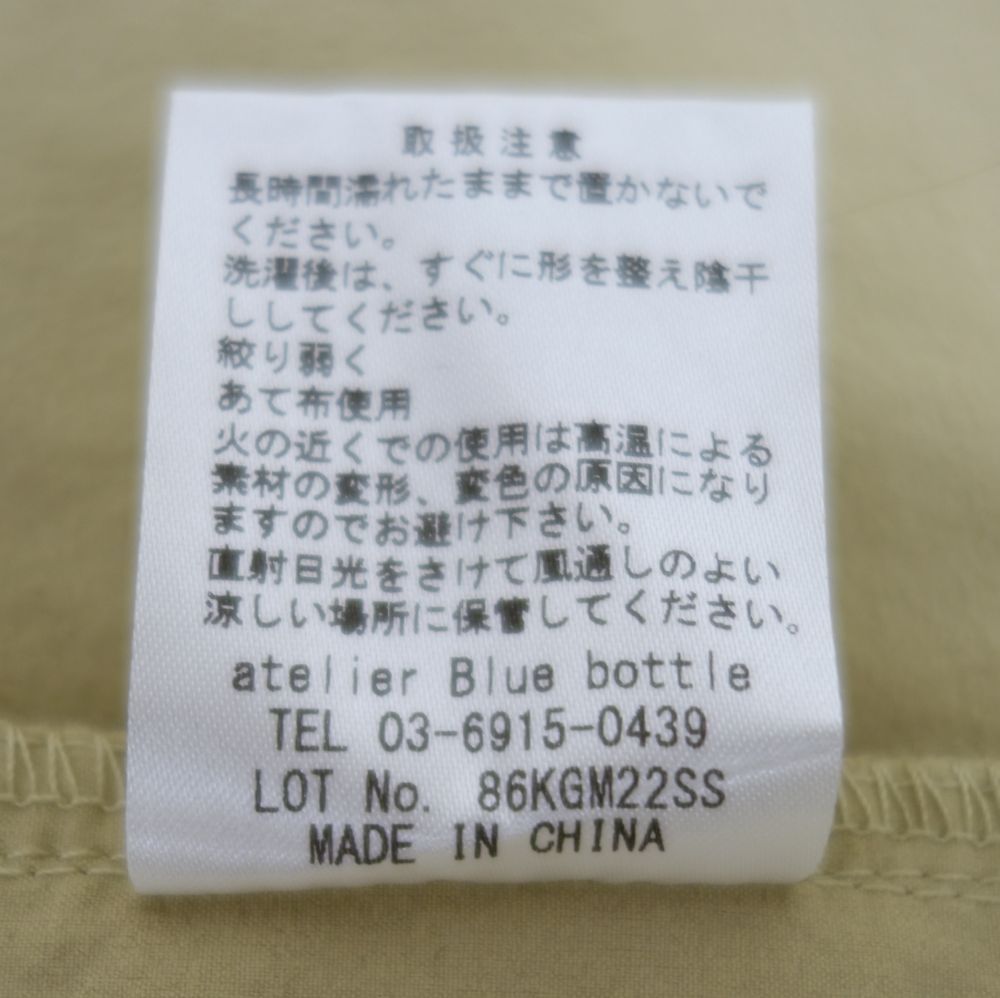 取扱注意
長時間濡れたままで置かないで
ください。
洗濯後は、すぐに形を整え陰干
ししてください。
絞り弱く
あて布使用
火の近くでの使用は高温による
素材の変形、変色の原因になり
ますのでお避け下さい。
直射日光をさけて風通しのよい
涼しい場所に保管してください。
atelier Blue bottle
TEL 03-6915-0439
LOT No. 86KGM22SS
MADE IN CHINA